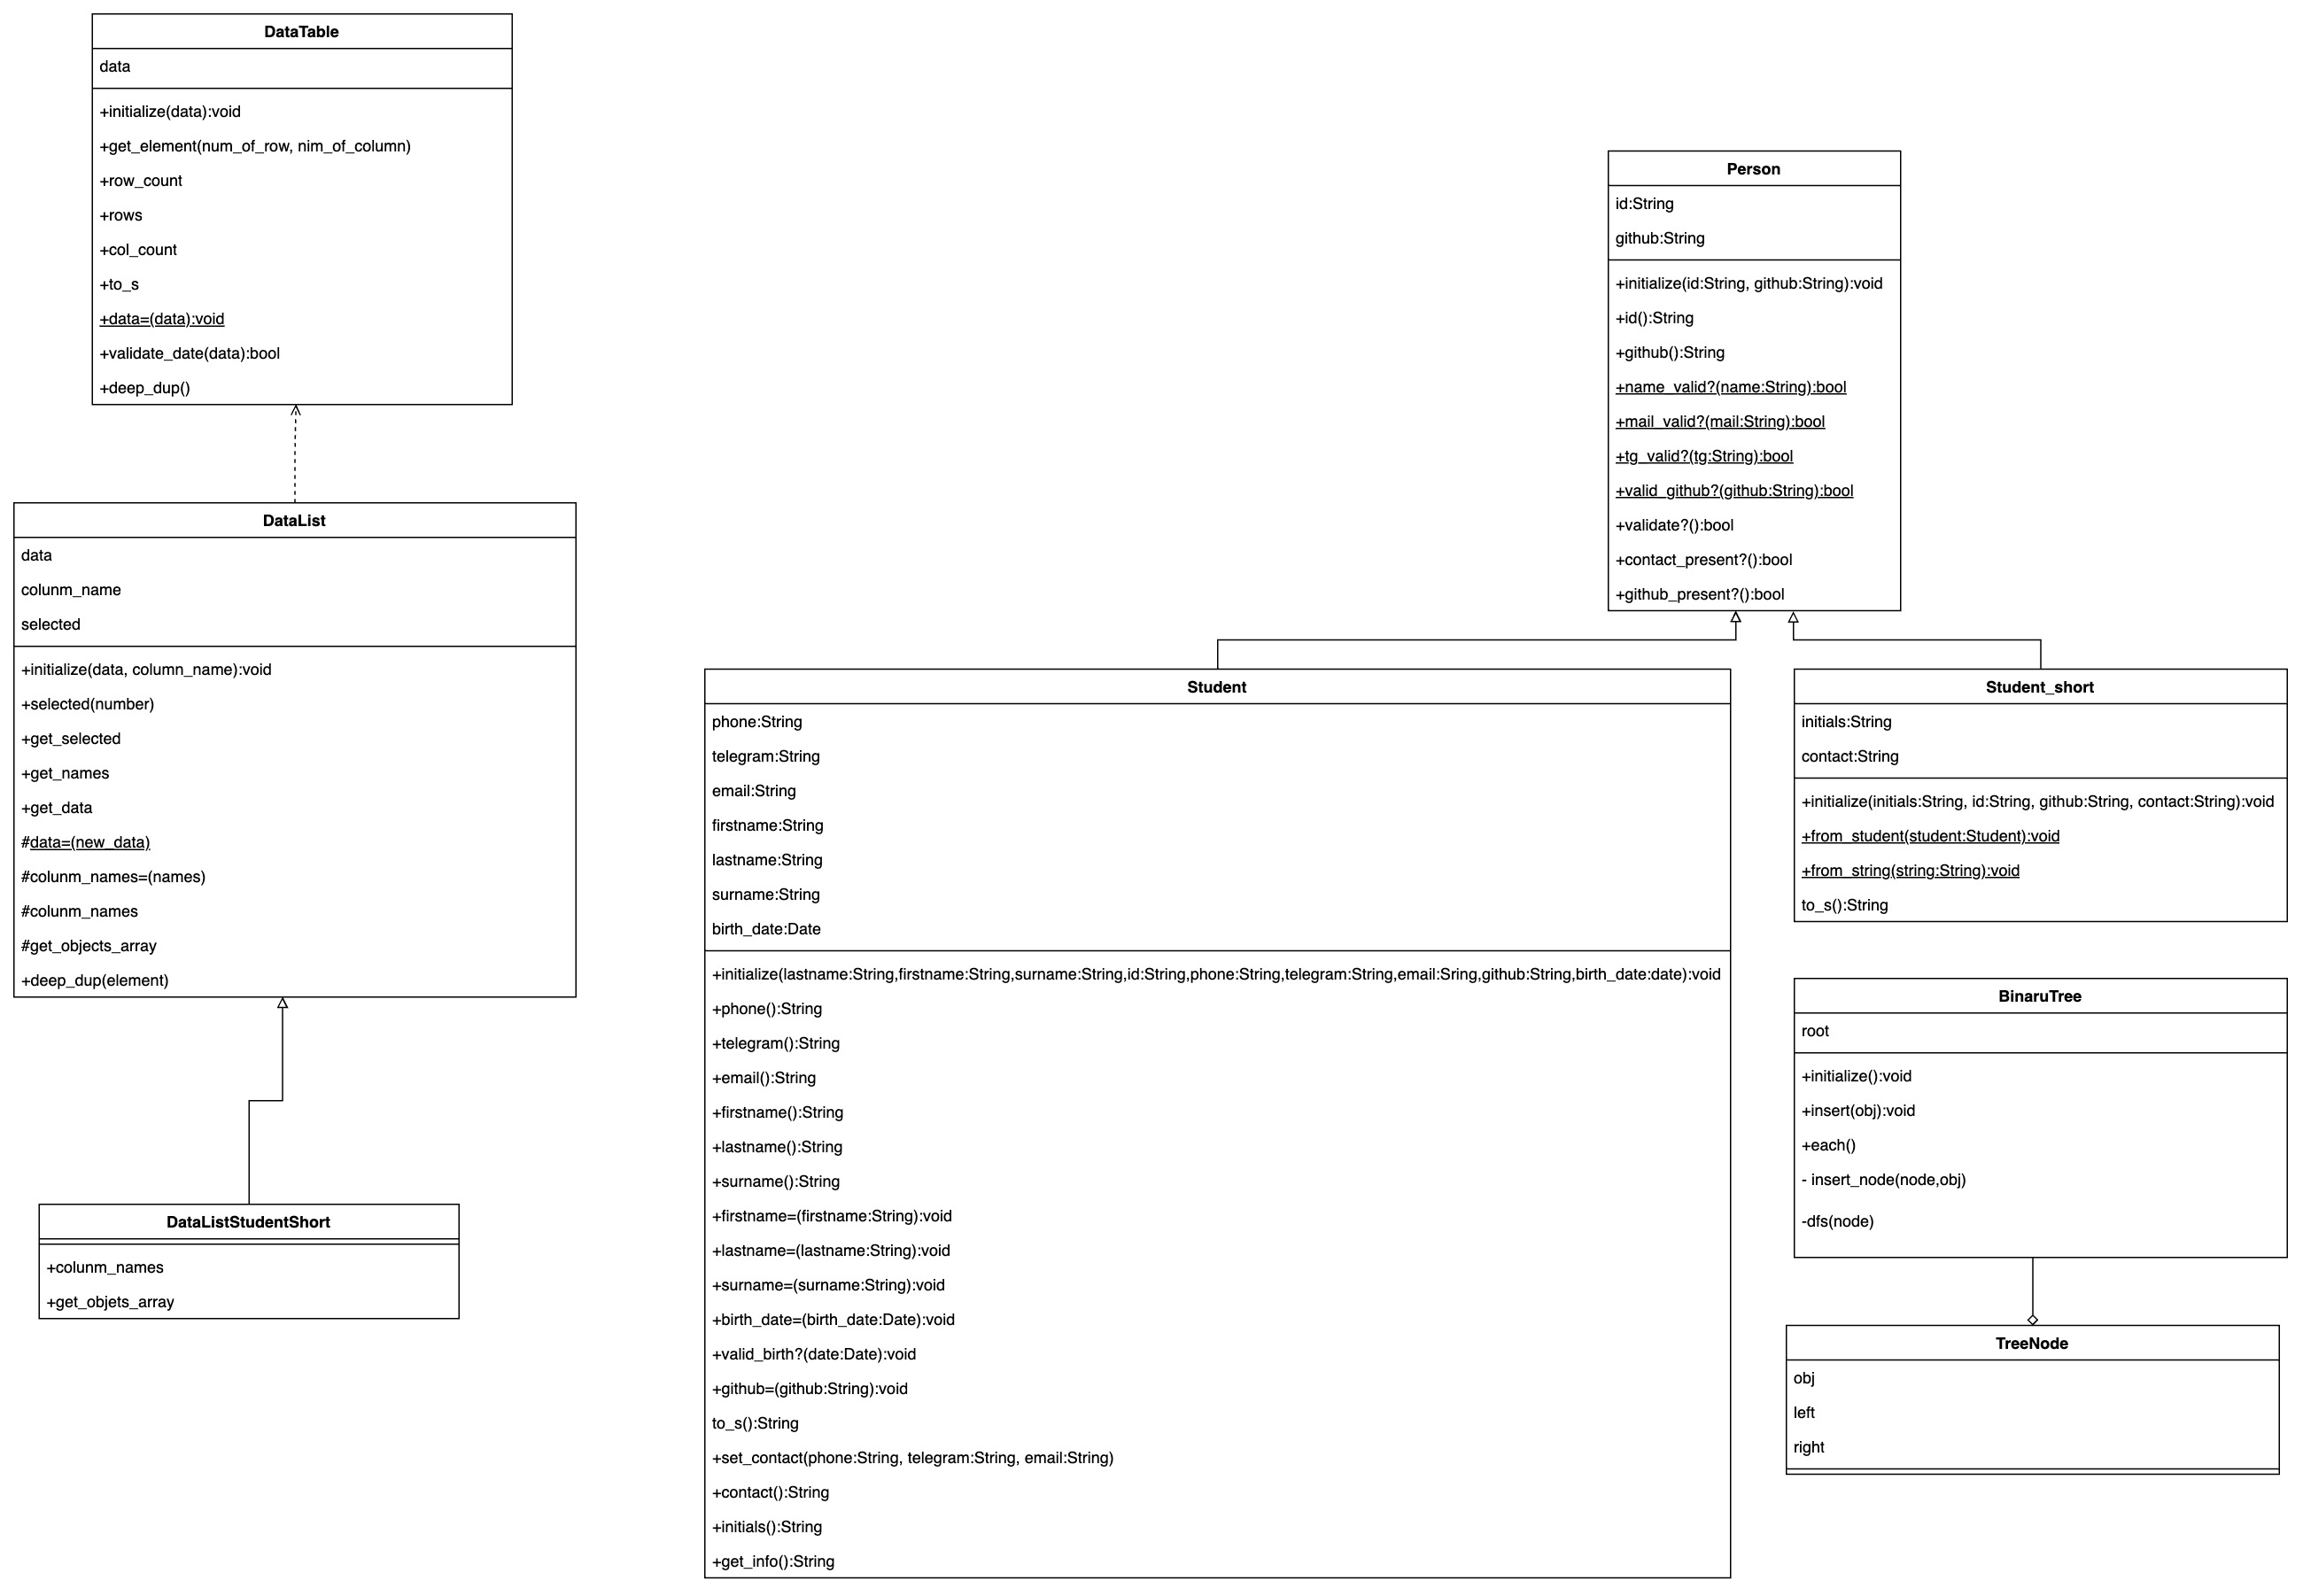 DataTable
data
+initialize(data):void
+get_element(num_of_row, nim_of_column)
+row_count
+rows
+col_count
+to_s
+data=(data):void
+validate_date(data):bool
+deep_dup()
DataList
data
colunm_name
selected
+initialize(data, column_name):void
+selected(number)
+get_selected
+get_names
+get_data
#data=(new_data)
#colunm_names=(names)
#colunm_names
#get_objects_array
+deep_dup(element)
DataListStudentShort
+colunm_names
+get_objets_array
Person
id:String
github:String
+initialize(id:String, github:String):void
+id():String
+github():String
+name_valid?(name:String):bool
+mail_valid?(mail:String):bool
+tg_valid?(tg:String):bool
+valid_github?(github:String):bool
+validate?():bool
+contact_present?():bool
+github_present?():bool
Student
phone:String
telegram:String
email:String
firstname:String
lastname:String
surname:String
birth_date:Date
+initialize(lastname:String,firstname:String,surname:String,id:String,phone:String,telegram:String,email:Sring,github:String,birth_date:date):void
+phone():String
+telegram():String
+email():String
+firstname():String
+lastname():String
+surname():String
+firstname=(firstname:String):void
+lastname=(lastname:String):void
+surname=(surname:String):void
+birth_date=(birth_date:Date):void
+valid_birth?(date:Date):void
+github=(github:String):void
to_s():String
+set_contact(phone:String, telegram:String, email:String)
+contact():String
+initials():String
+get_info():String
Student_short
initials:String
contact:String
+initialize(initials:String, id:String, github:String, contact:String):void
+from_student(student:Student):void
+from_string(string:String):void
to_s():String
BinaruTree
root
+initialize():void
+insert(obj):void
+each()
- insert_node(node,obj)
-dfs(node)
TreeNode
obj
left
right